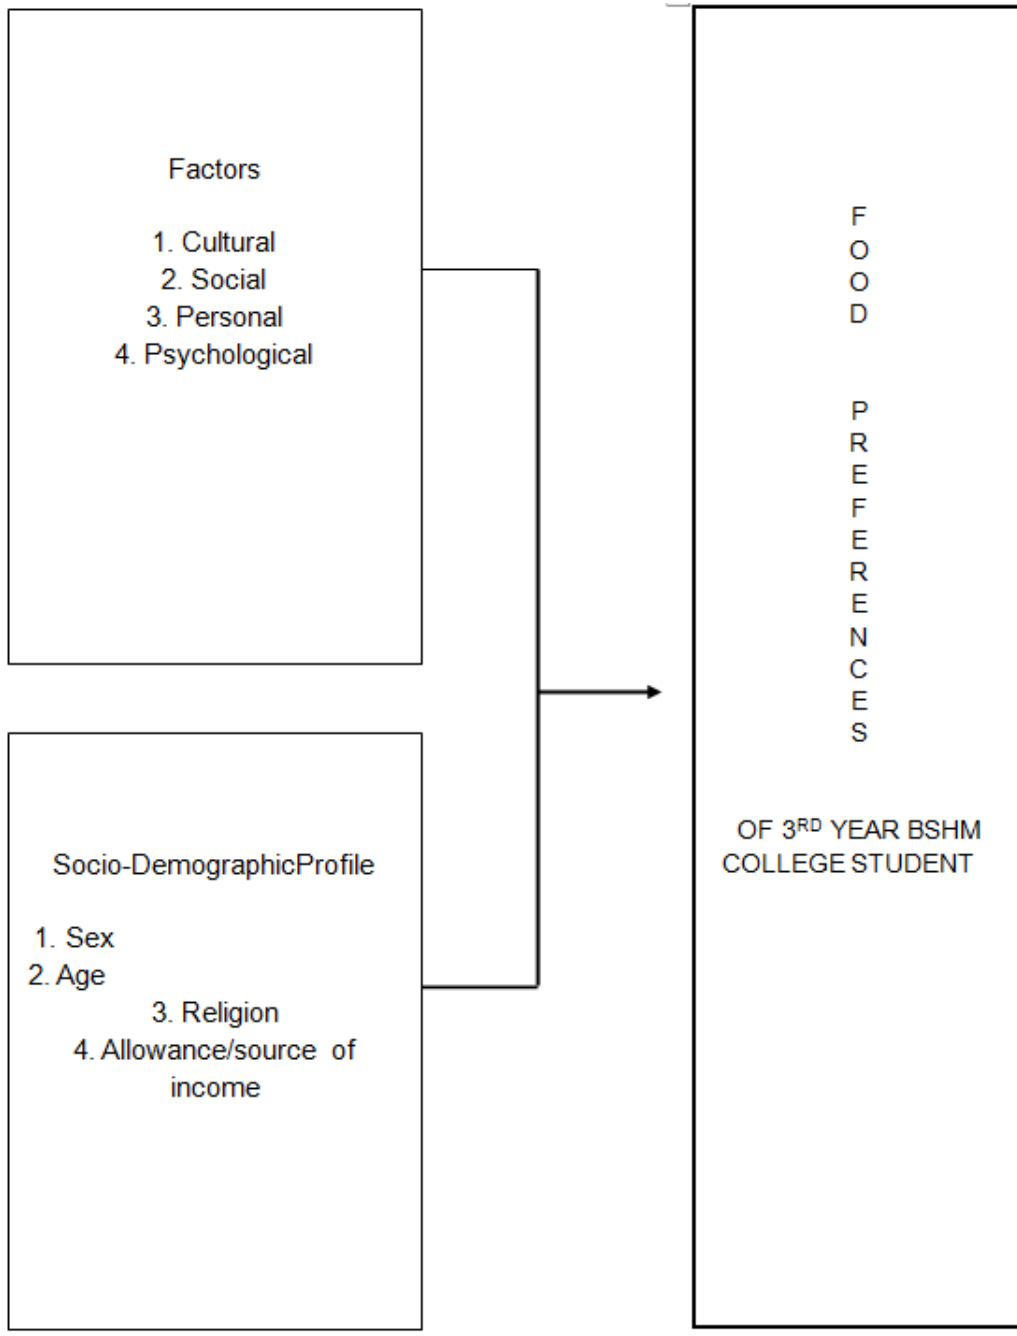 Factors
1. Cultural
2. Social
3. Personal
4. Psychological
Socio-DemographicProfile
1. Sex
2. Age
3. Religion
4. Allowance/source of
income
F
O
O
D
P
R
E
F
E
R
E
N
C
E
S
OF 3RD YEAR BSHM
COLLEGE STUDENT